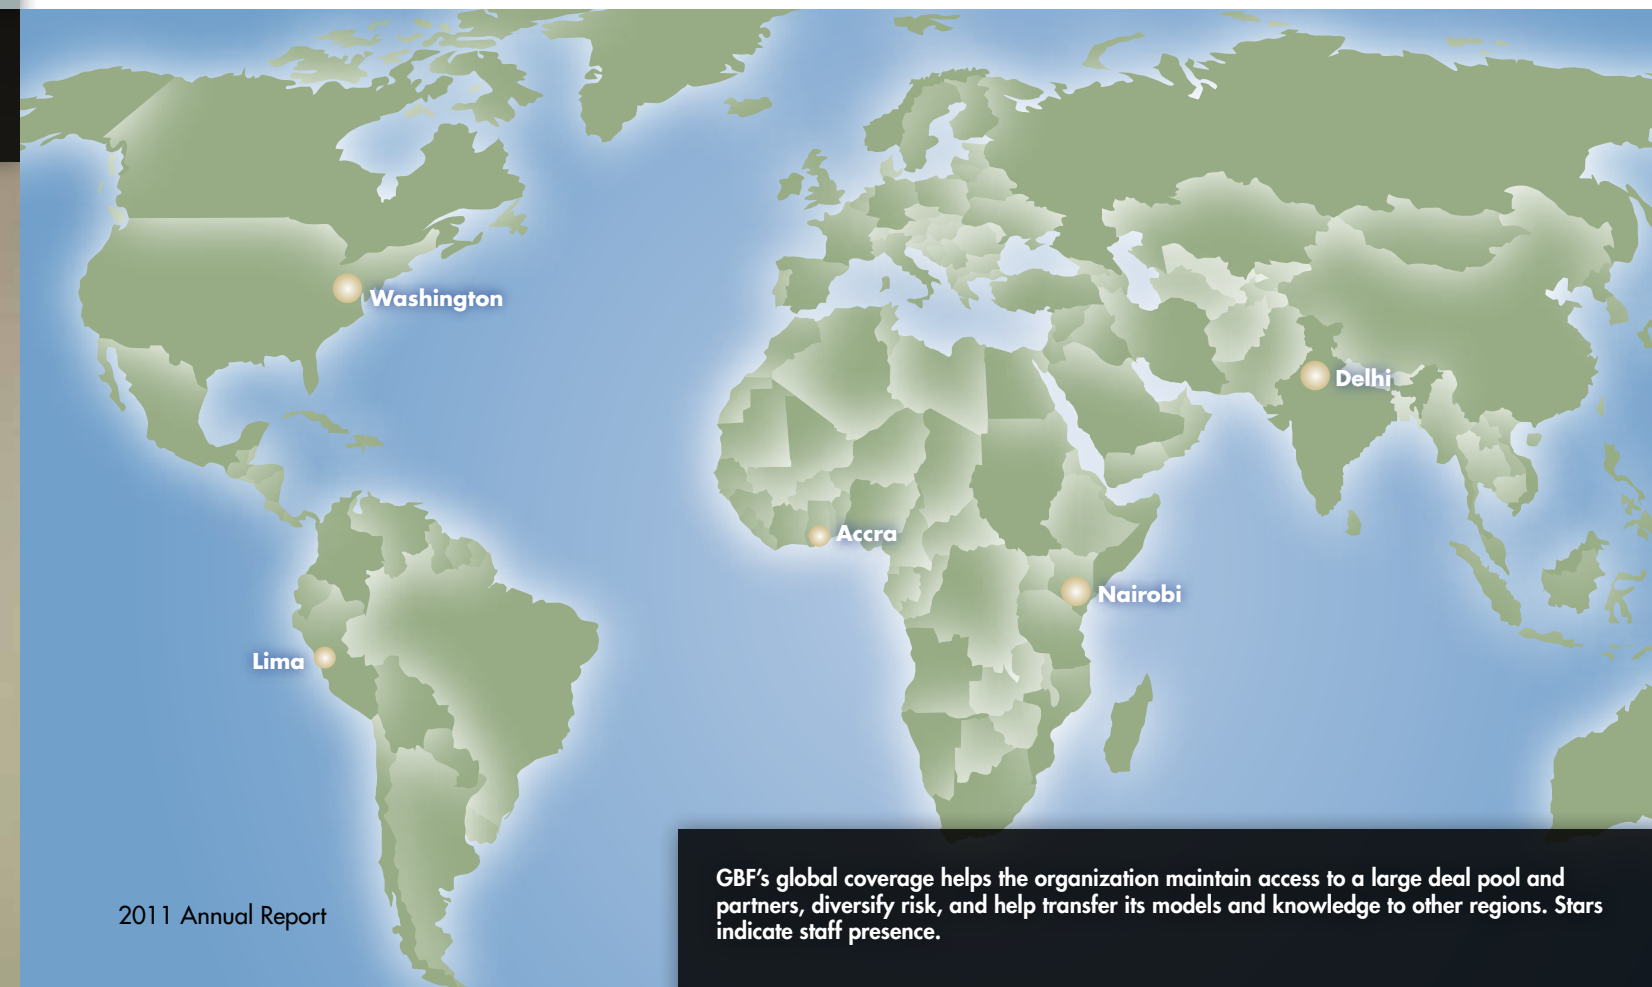 Washington
Delhi
Accra
Nairobi
Lima
GBF's global coverage helps the organization maintain access to a large deal pool and
partners, diversify risk, and help transfer its models and knowledge to other regions. Stars
indicate staff presence.
2011 Annual Report